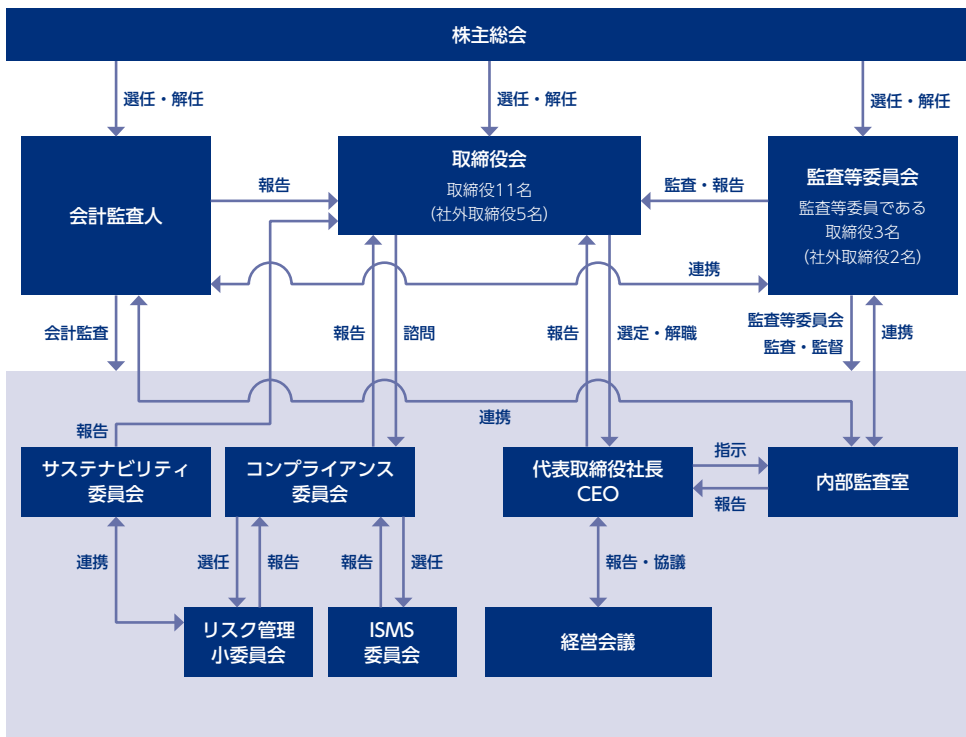 株主総会
選任・解任
選任・解任
選任・解任
会計監査人
報告
取締役会
取締役11名
(社外取締役5名)
監査・報告
監査等委員会
監査等委員である
取締役3名
(社外取締役2名)
連携
会計監査
報告
諮問
報告
選定・解職
監査等委員会
監査・監督
連携
連携
報告
サステナビリティ
委員会
コンプライアンス
委員会
代表取締役社長
CEO
指示
報告
内部監査室
連携
選任
報告
報告
選任
報告・協議
リスク管理
小委員会
ISMS
委員会
経営会議